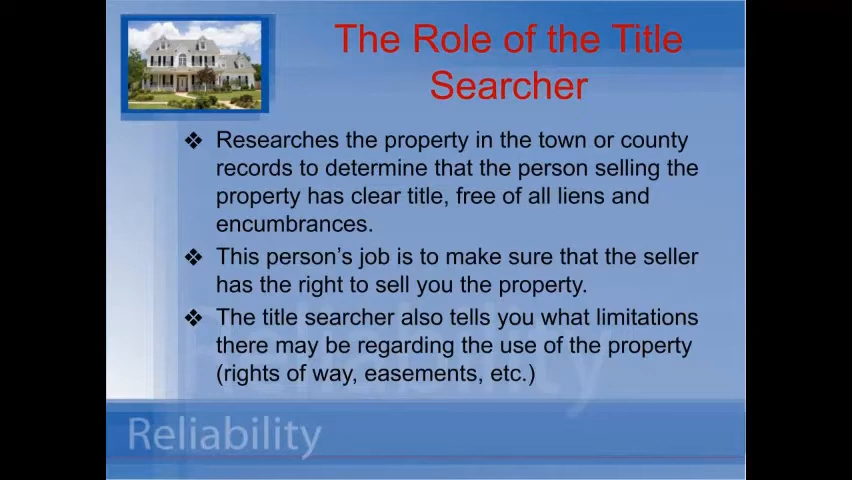 The Role of the Title
Searcher
❖ Researches the property in the town or county
records to determine that the person selling the
property has clear title, free of all liens and
encumbrances.
❖ This person's job is to make sure that the seller
has the right to sell you the property.
❖ The title searcher also tells you what limitations
there may be regarding the use of the property
(rights of way, easements, etc.)
Reliability
Reliability